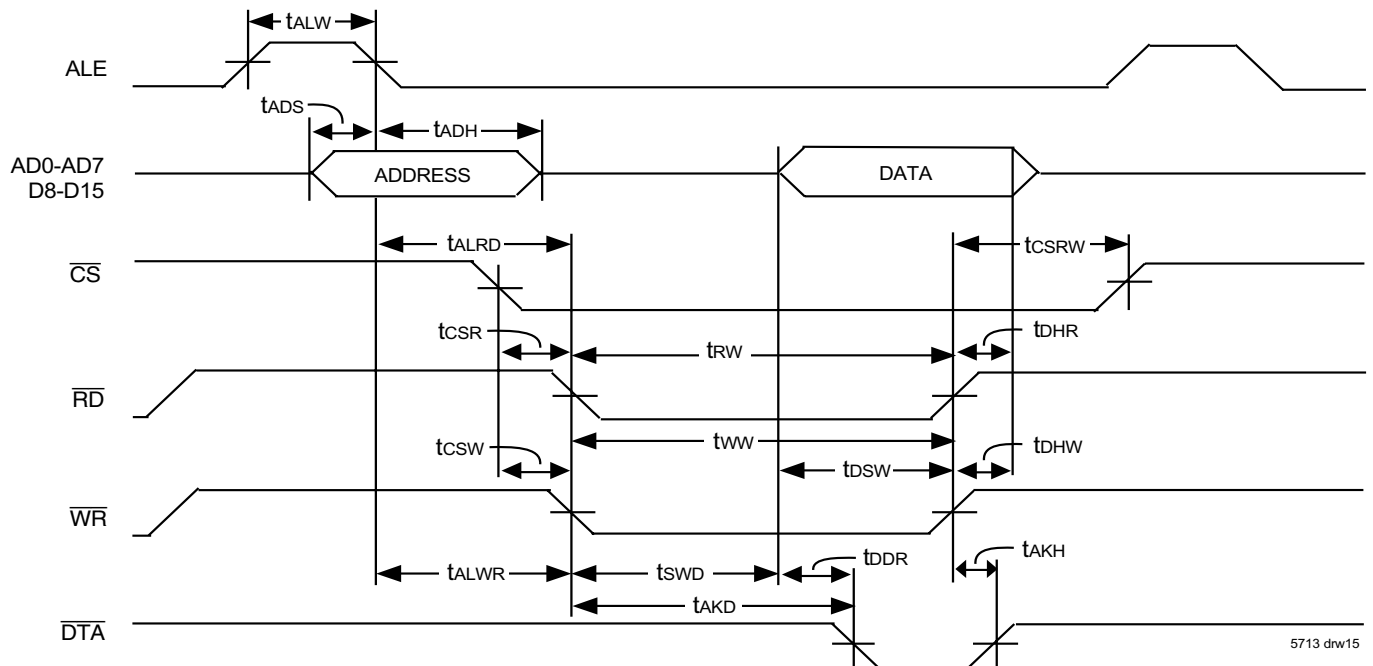 tALW
ALE
tADS
tADH
AD0-AD7
D8-D15
ADDRESS
DATA
tALRD
tCSRW
CS
tCSR
tRW
tDHR
RD
tCSW
tWW
tDHW
tDSW
WR
tALWR
tSWD
tDDR
tAKH
tAKD
DTA
5713 drw15